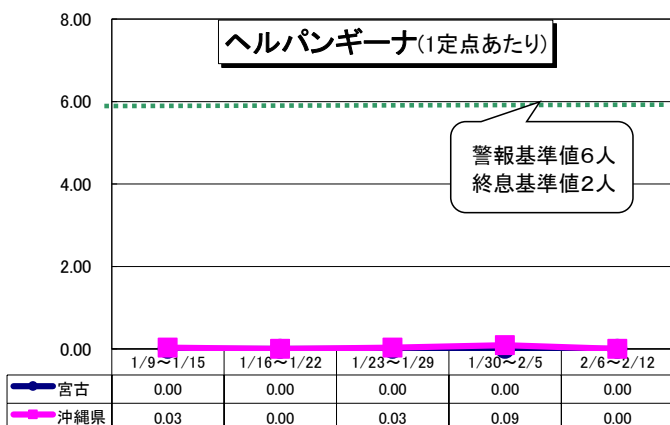 ヘルパンギーナ(1定点あたり)
8.00
6.00
4.00
2.00
0.00
警報基準値6人
終息基準値2人
1/9～1/15 1/16～1/22 1/23～1/29 1/30～2/5 2/6～2/12
宮古 0.00 0.00 0.00 0.00 0.00
沖縄県 0.03 0.00 0.03 0.09 0.00